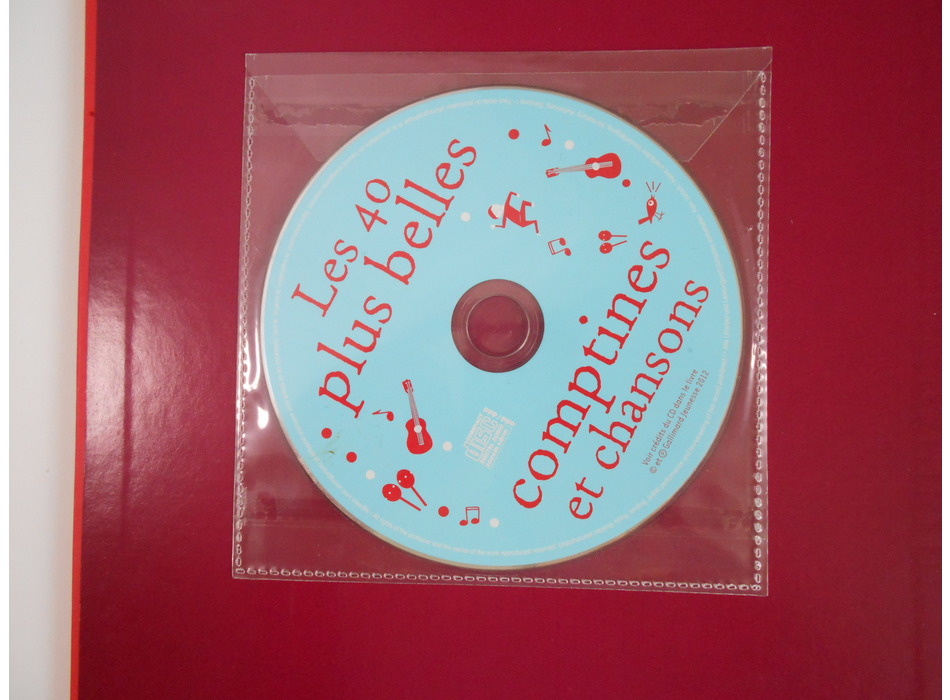 Les 40
plus belles
comptines
et chansons
Voir crédits du CD dans le livre
© et ℗ Gallimard Jeunesse 2012